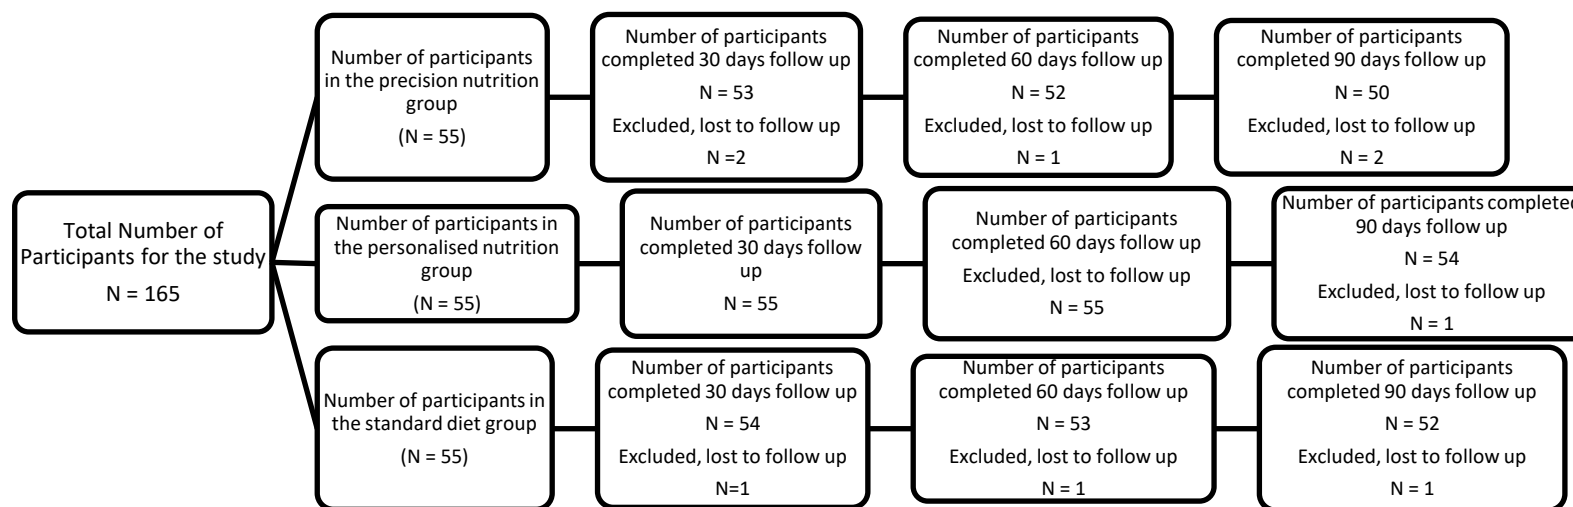 Total Number of
Participants for the study
N = 165
Number of participants
in the precision nutrition
group
(N = 55)
Number of participants
completed 30 days follow up
N = 53
Excluded, lost to follow up
N =2
Number of participants
completed 60 days follow up
N = 52
Excluded, lost to follow up
N = 1
Number of participants
completed 90 days follow up
N = 50
Excluded, lost to follow up
N = 2
Number of participants in
the personalised nutrition
group
(N = 55)
Number of participants
completed 30 days follow
up
N = 55
Number of participants
completed 60 days follow up
Excluded, lost to follow up
N = 55
Number of participants completed
90 days follow up
N = 54
Excluded, lost to follow up
N = 1
Number of participants in
the standard diet group
(N = 55)
Number of participants
completed 30 days follow up
N = 54
Excluded, lost to follow up
N=1
Number of participants
completed 60 days follow up
N = 53
Excluded, lost to follow up
N = 1
Number of participants
completed 90 days follow up
N = 52
Excluded, lost to follow up
N = 1